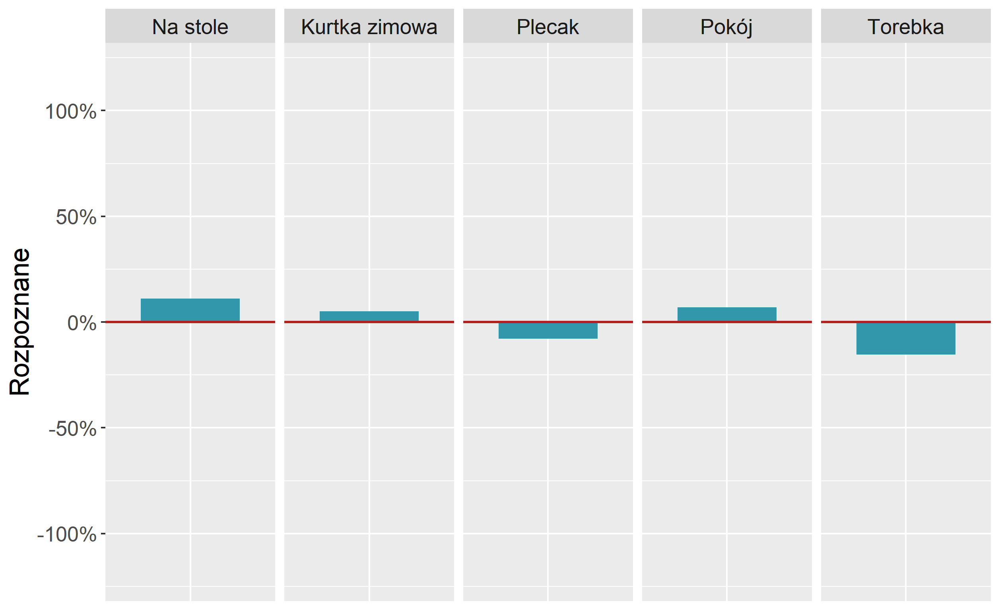 Na stole
Kurtka zimowa
Plecak
Pokój
Torebka
Rozpoznane
100%
50%
0%
-50%
-100%